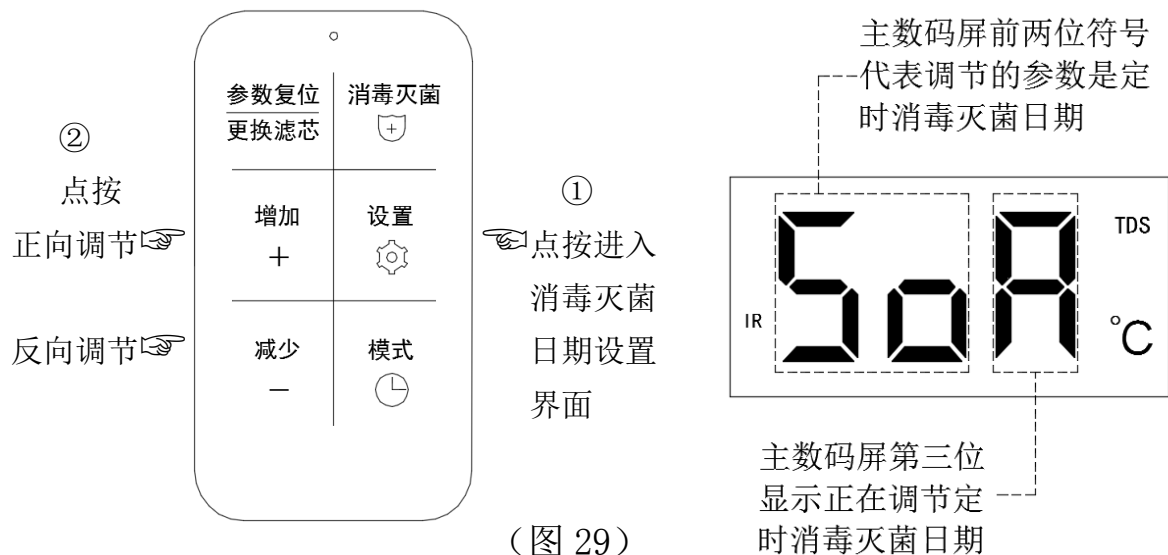 参数复位
更换滤芯
消毒灭菌
增加
+
设置
减少
−
模式
②
点按
正向调节
反向调节
①
点按进入
消毒灭菌
日期设置
界面
主数码屏前两位符号
代表调节的参数是定
时消毒灭菌日期
IR
SoA
TDS
°C
主数码屏第三位
显示正在调节定
时消毒灭菌日期
（图 29）